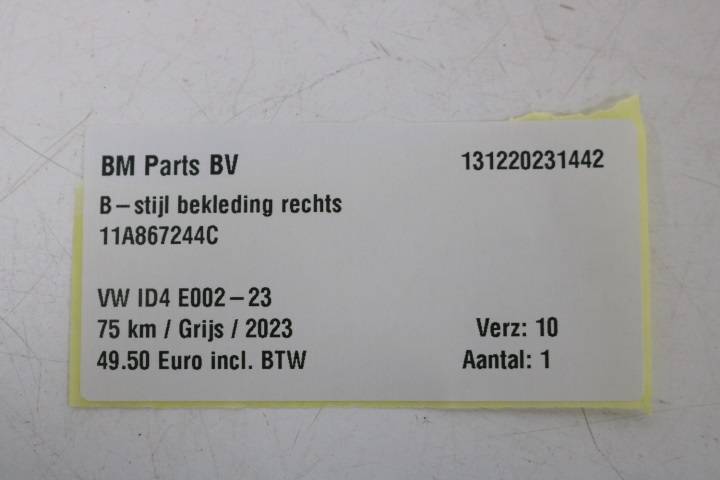 BM Parts BV 131220231442
B-stijl bekleding rechts
11A867244C
VW ID4 E002-23
75 km / Grijs / 2023 Verz: 10
49.50 Euro incl. BTW Aantal: 1